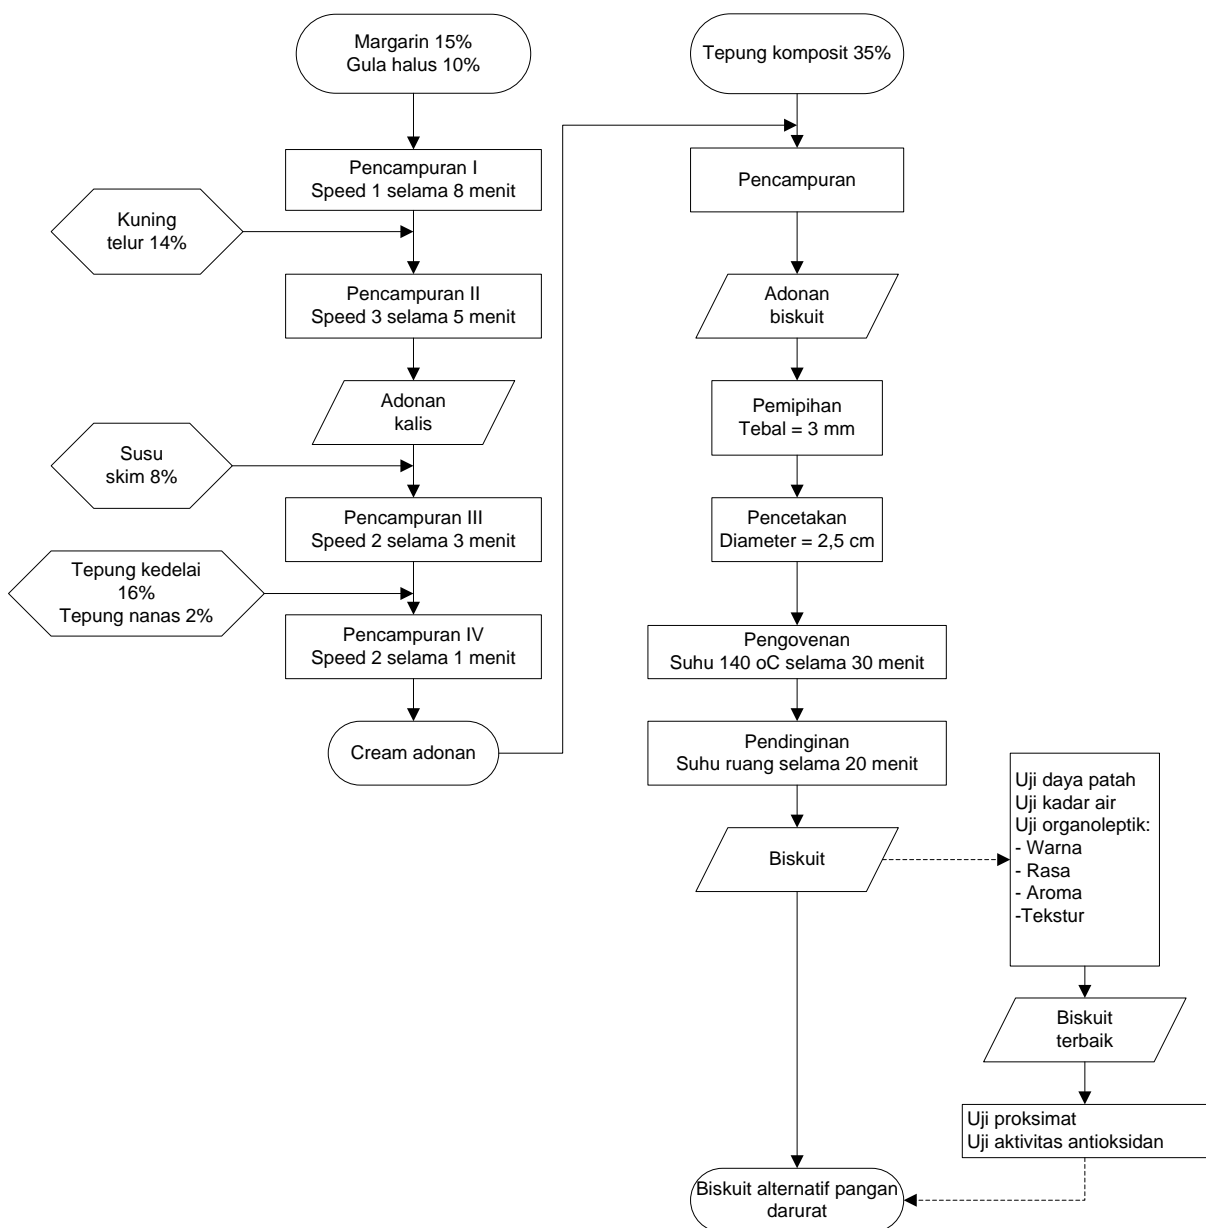 Margarin 15%
Gula halus 10%
Pencampuran I
Speed 1 selama 8 menit
Kuning
telur 14%
Pencampuran II
Speed 3 selama 5 menit
Adonan
kalis
Susu
skim 8%
Pencampuran III
Speed 2 selama 3 menit
Tepung kedelai
16%
Tepung nanas 2%
Pencampuran IV
Speed 2 selama 1 menit
Cream adonan
Tepung komposit 35%
Pencampuran
Adonan
biskuit
Pemipihan
Tebal = 3 mm
Pencetakan
Diameter = 2,5 cm
Pengovenan
Suhu 140 oC selama 30 menit
Pendinginan
Suhu ruang selama 20 menit
Biskuit
Uji daya patah
Uji kadar air
Uji organoleptik:
- Warna
- Rasa
- Aroma
-Tekstur
Biskuit
terbaik
Uji proksimat
Uji aktivitas antioksidan
Biskuit alternatif pangan
darurat